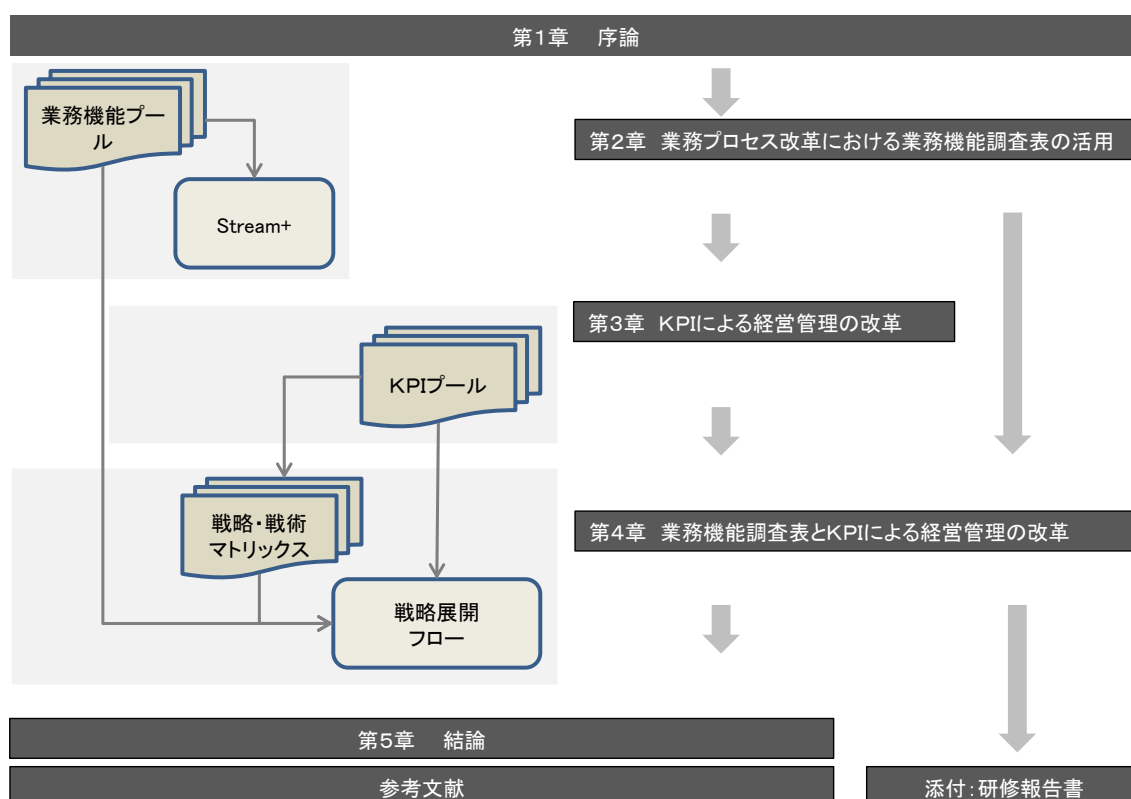 第1章 序論
業務機能プー
ル
第2章 業務プロセス改革における業務機能調査表の活用
Stream+
第3章 KPIによる経営管理の改革
KPIプール
戦略・戦術
マトリックス
第4章 業務機能調査表とKPIによる経営管理の改革
戦略展開
フロー
第5章 結論
参考文献
添付：研修報告書